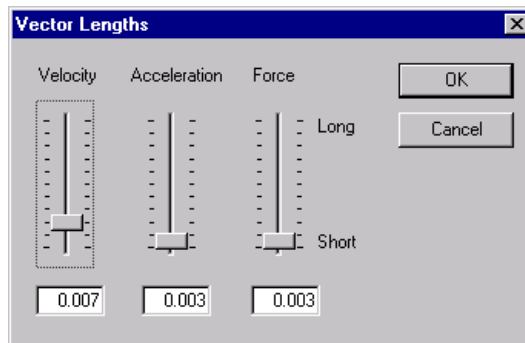 Vector Lengths
Velocity Acceleration Force
OK
Long
Cancel
Short
0.007 0.003 0.003